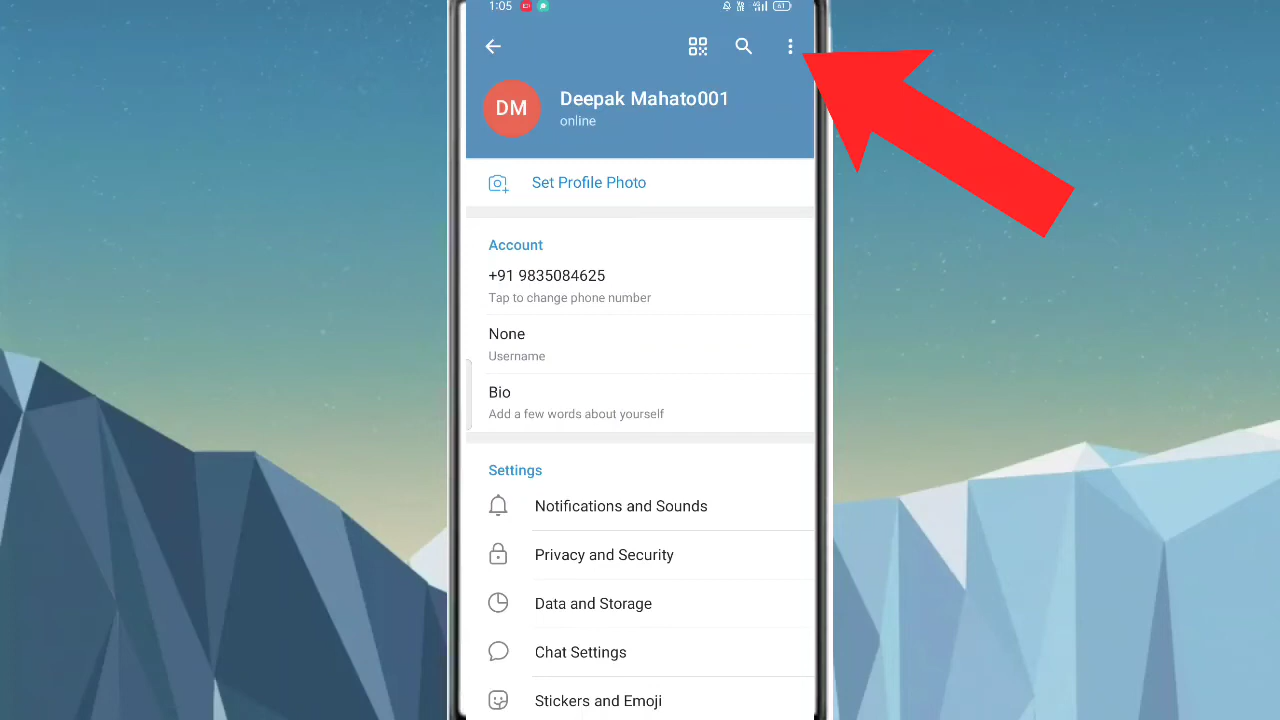 1:05
61
DM
Deepak Mahato001
online
Set Profile Photo
Account
+91 9835084625
Tap to change phone number
None
Username
Bio
Add a few words about yourself
Settings
Notifications and Sounds
Privacy and Security
Data and Storage
Chat Settings
Stickers and Emoji